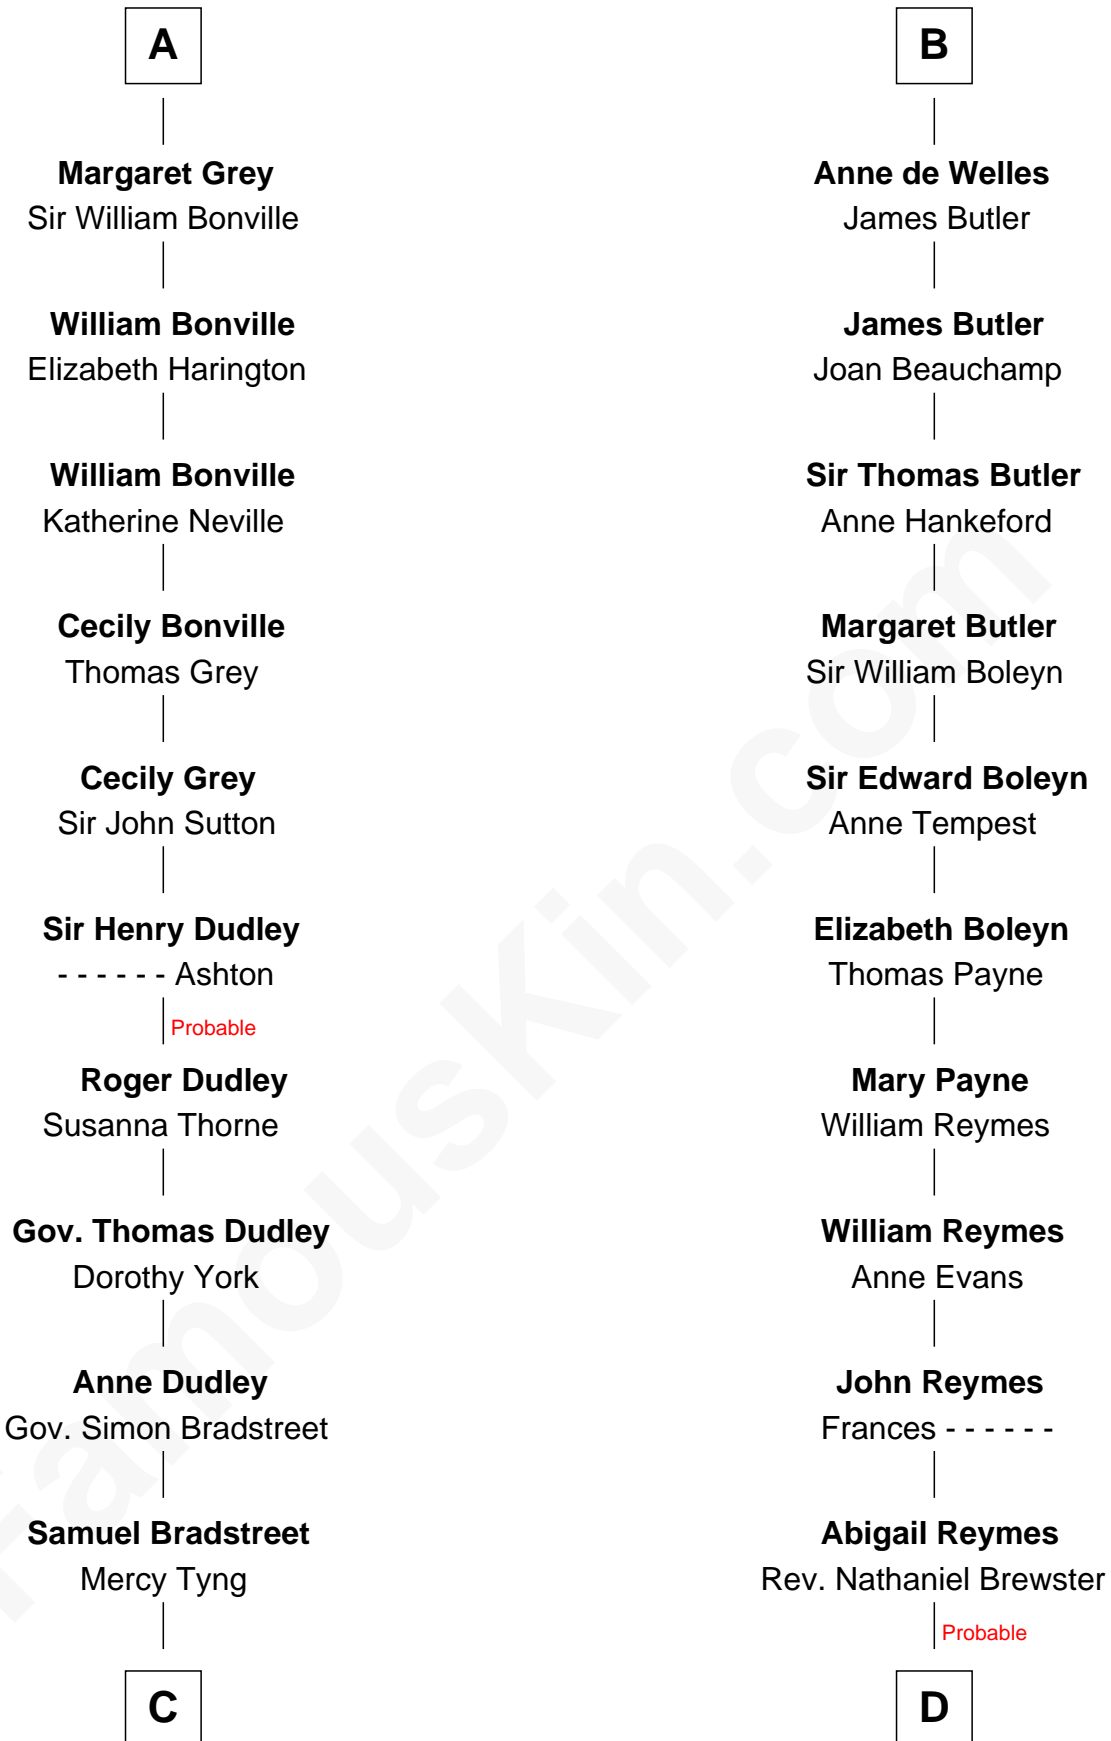 A
Margaret Grey
Sir William Bonville
William Bonville
Elizabeth Harington
William Bonville
Katherine Neville
Cecily Bonville
Thomas Grey
Cecily Grey
Sir John Sutton
Sir Henry Dudley
- - - - - - Ashton
Probable
Roger Dudley
Susanna Thorne
Gov. Thomas Dudley
Dorothy York
Anne Dudley
Gov. Simon Bradstreet
Samuel Bradstreet
Mercy Tyng
C
B
Anne de Welles
James Butler
James Butler
Joan Beauchamp
Sir Thomas Butler
Anne Hankeford
Margaret Butler
Sir William Boleyn
Sir Edward Boleyn
Anne Tempest
Elizabeth Boleyn
Thomas Payne
Mary Payne
William Reymes
William Reymes
Anne Evans
John Reymes
Frances - - - - - -
Abigail Reymes
Rev. Nathaniel Brewster
Probable
D
FamousKin.com